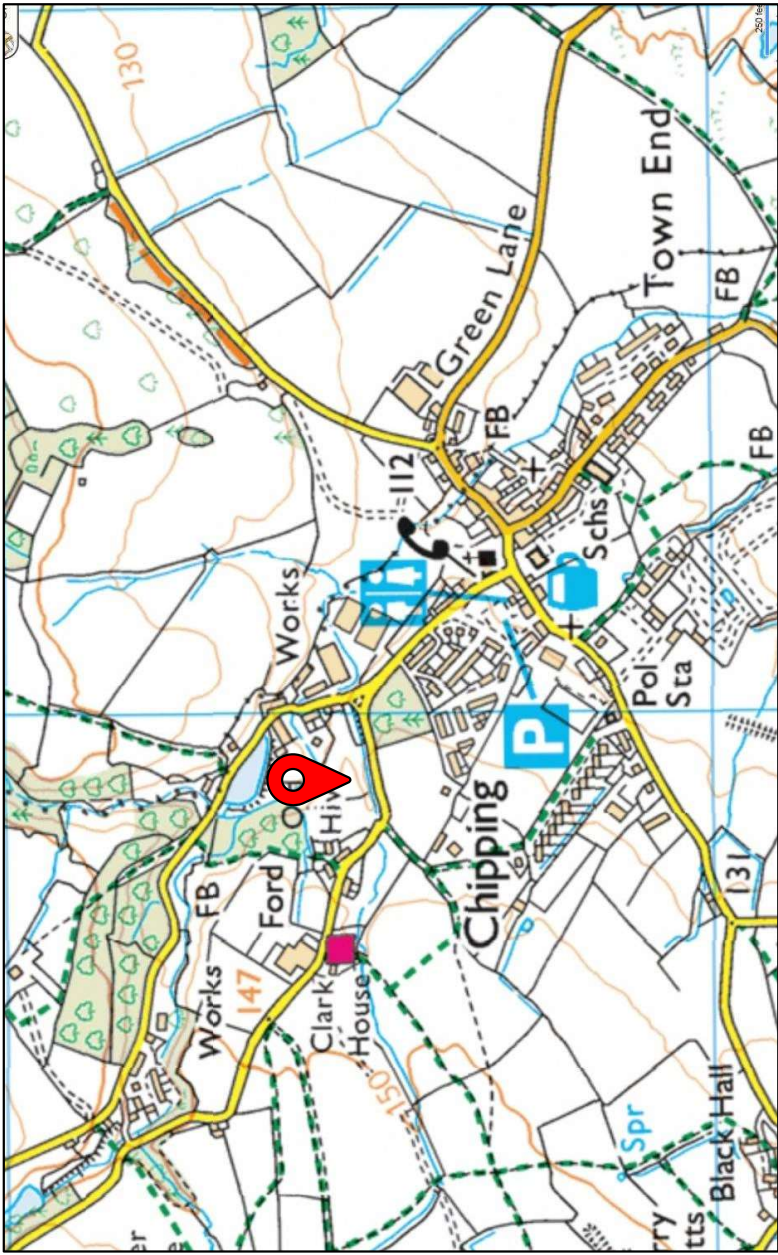 130
Works
FB
147
Ford
Works
Clark
House
150
112
Green Lane
FB
Chipping
P
Schs
Spr
Pol
Sta
Town End
Black Hall
131
FB
FB
250